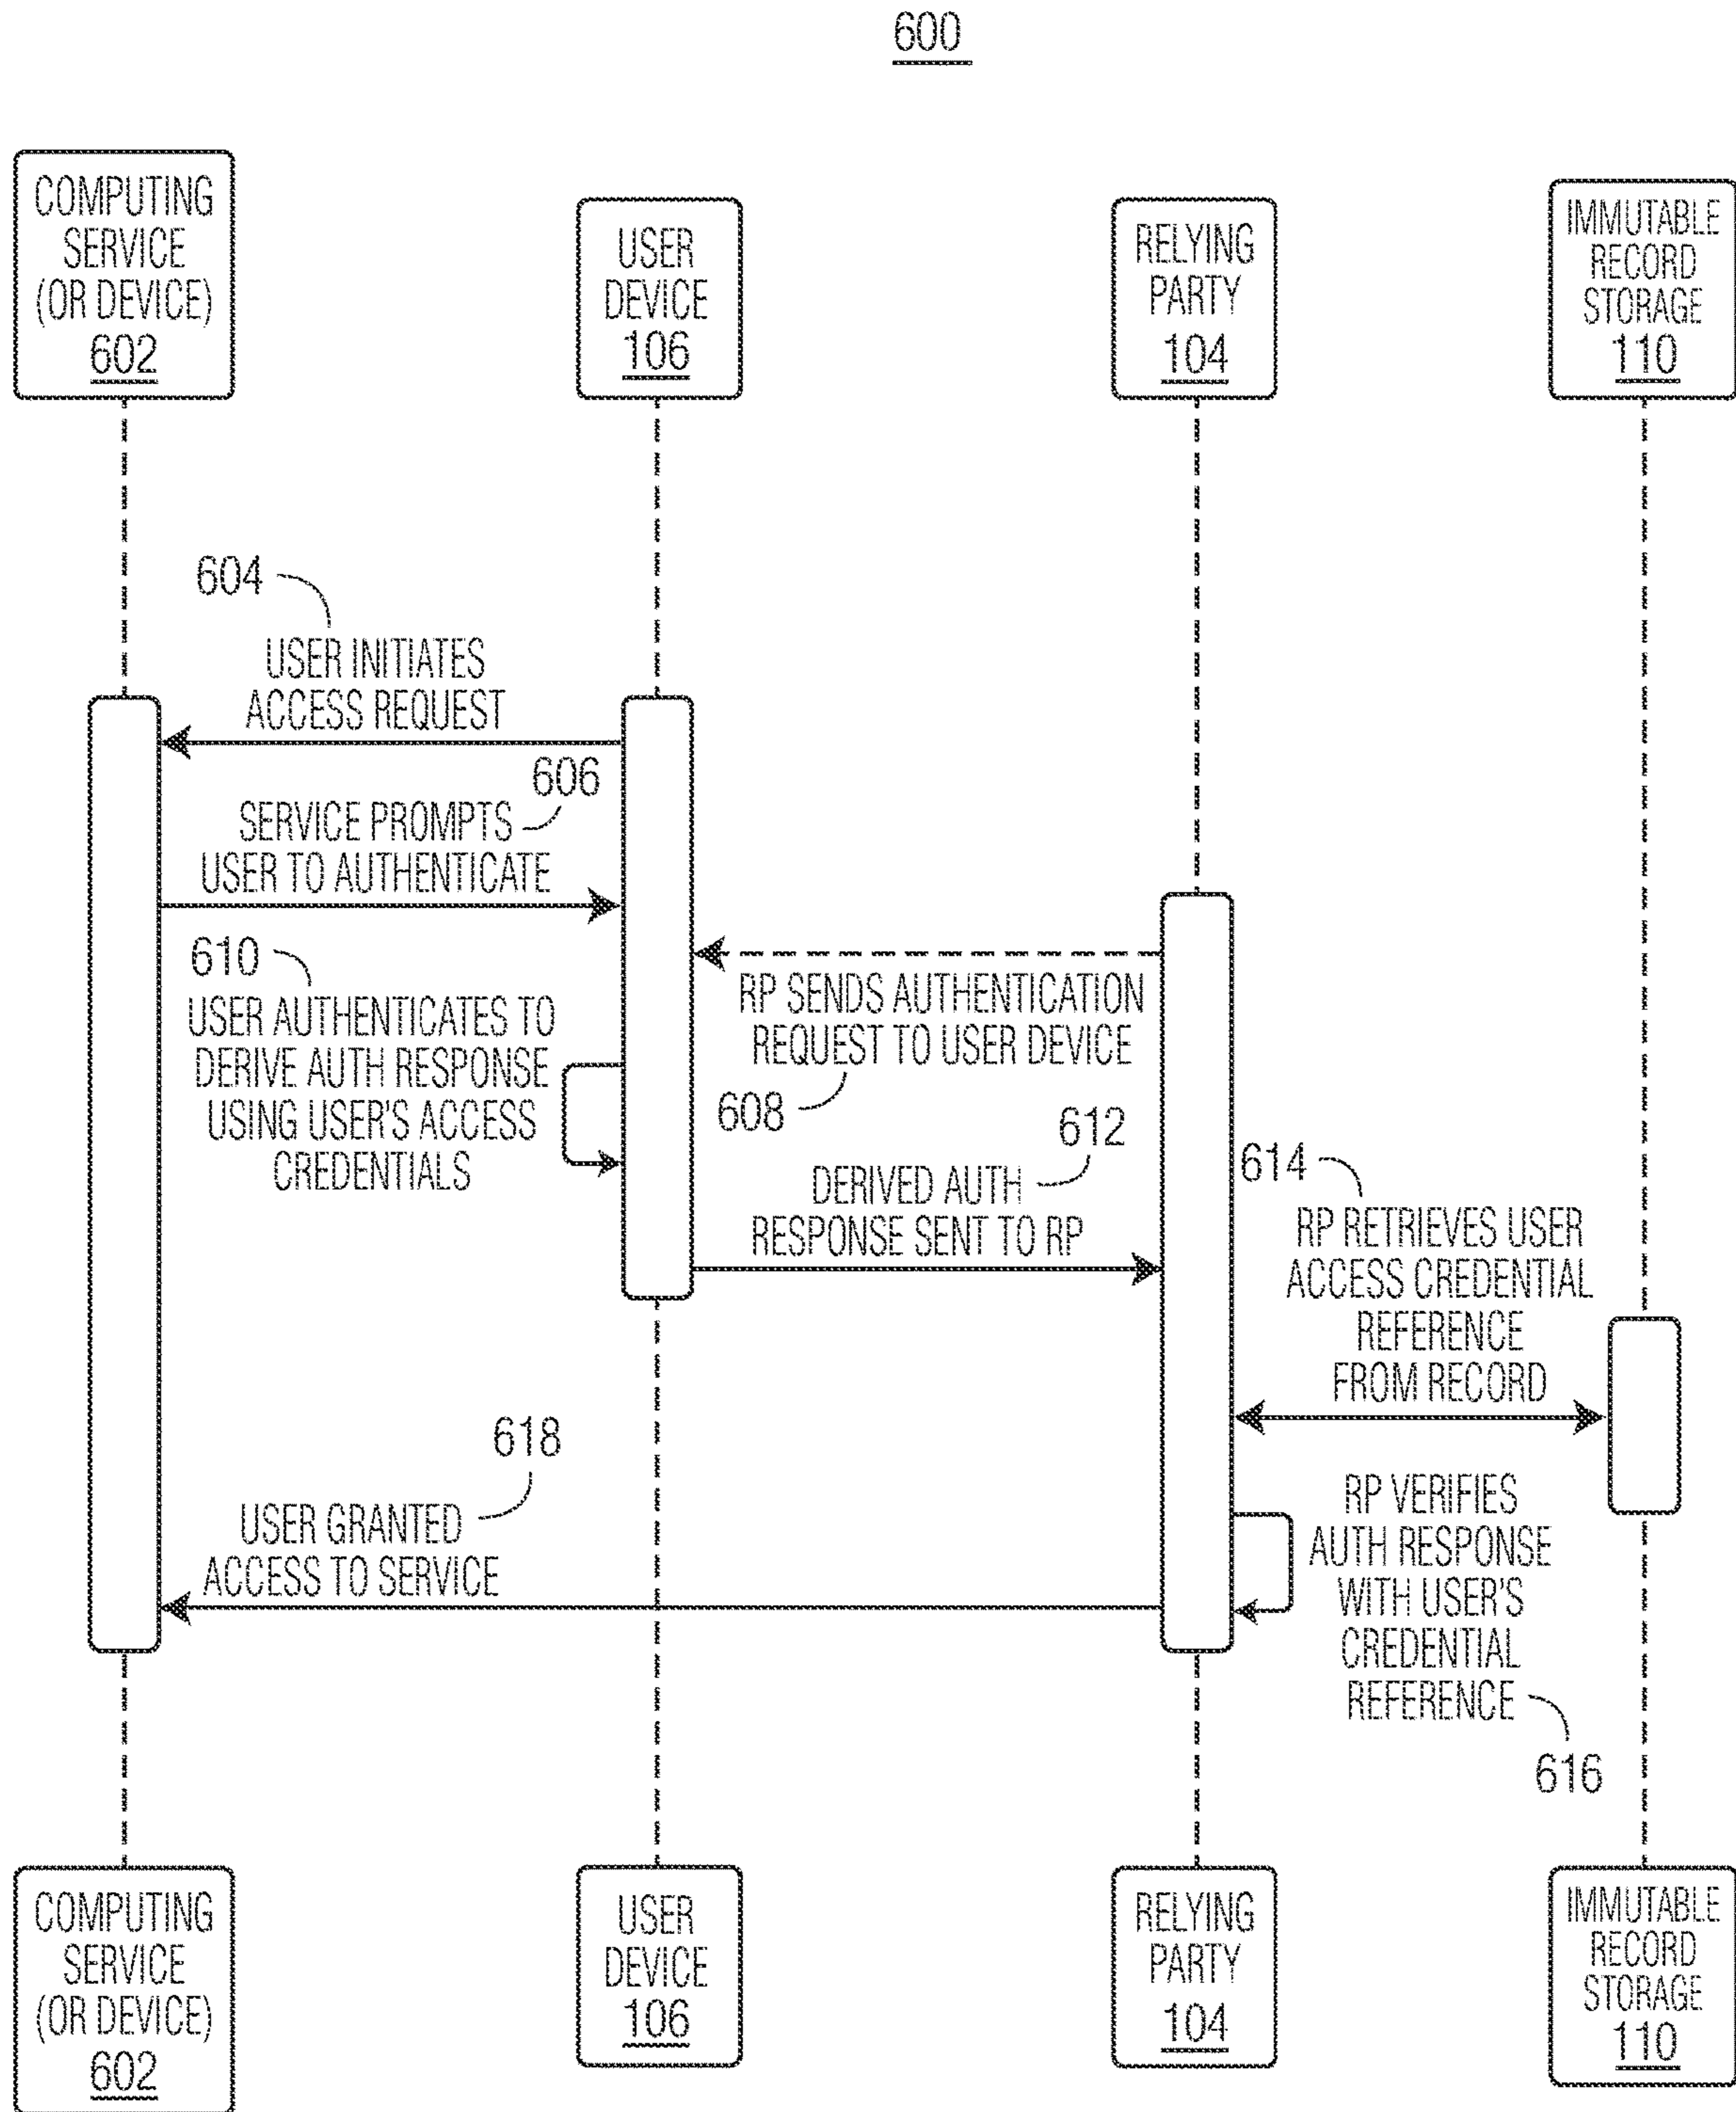 600
COMPUTING
SERVICE
(OR DEVICE)
602
USER
DEVICE
106
RELYING
PARTY
104
IMMUTABLE
RECORD
STORAGE
110
604
USER INITIATES
ACCESS REQUEST
606
SERVICE PROMPTS
USER TO AUTHENTICATE
610
USER AUTHENTICATES TO
DERIVE AUTH RESPONSE
USING USER'S ACCESS
CREDENTIALS
RP SENDS AUTHENTICATION
REQUEST TO USER DEVICE
608
612
DERIVED AUTH
RESPONSE SENT TO RP
614
RP RETRIEVES USER
ACCESS CREDENTIAL
REFERENCE
FROM RECORD
618
USER GRANTED
ACCESS TO SERVICE
RP VERIFIES
AUTH RESPONSE
WITH USER'S
CREDENTIAL
REFERENCE
616
COMPUTING
SERVICE
(OR DEVICE)
602
USER
DEVICE
106
RELYING
PARTY
104
IMMUTABLE
RECORD
STORAGE
110